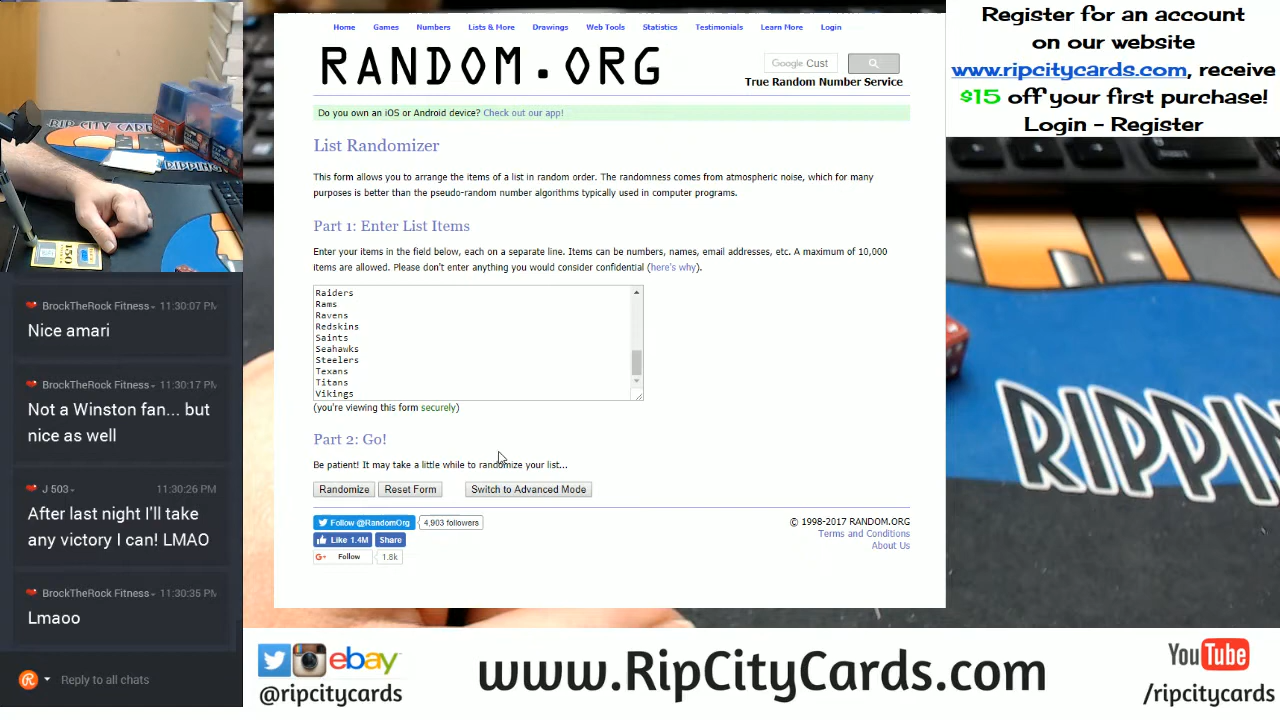 Home Games Numbers Lists & More Drawings Web Tools Statistics Testimonials Learn More Login
RANDOM.ORG
Google Cust
True Random Number Service
Do you own an iOS or Android device? Check out our app!
List Randomizer
This form allows you to arrange the items of a list in random order. The randomness comes from atmospheric noise, which for many
purposes is better than the pseudo-random number algorithms typically used in computer programs.
Part 1: Enter List Items
Enter your items in the field below, each on a separate line. Items can be numbers, names, email addresses, etc. A maximum of 10,000
items are allowed. Please don't enter anything you would consider confidential (here's why).
Raiders
Rams
Ravens
Redskins
Saints
Seahawks
Steelers
Texans
Titans
Vikings
(you're viewing this form securely)
Part 2: Go!
Be patient! It may take a little while to randomize your list...
Randomize Reset Form Switch to Advanced Mode
Follow @RandomOrg 4,903 followers
Like 1.4M Share
G+ Follow 1.8k
© 1998-2017 RANDOM.ORG
Terms and Conditions
About Us
Register for an account
on our website
www.ripcitycards.com, receive
$15 off your first purchase!
Login - Register
RIP CITY CARDS
RIPPING
150
BrockTheRock Fitness 11:30:07 PM
Nice amari
BrockTheRock Fitness 11:30:17 PM
Not a Winston fan... but
nice as well
J 503 11:30:26 PM
After last night I'll take
any victory I can! LMAO
BrockTheRock Fitness 11:30:35 PM
Lmaoo
Reply to all chats
RIPPIN
ebay
@ripcitycards
www.RipCityCards.com
YouTube
/ripcitycards